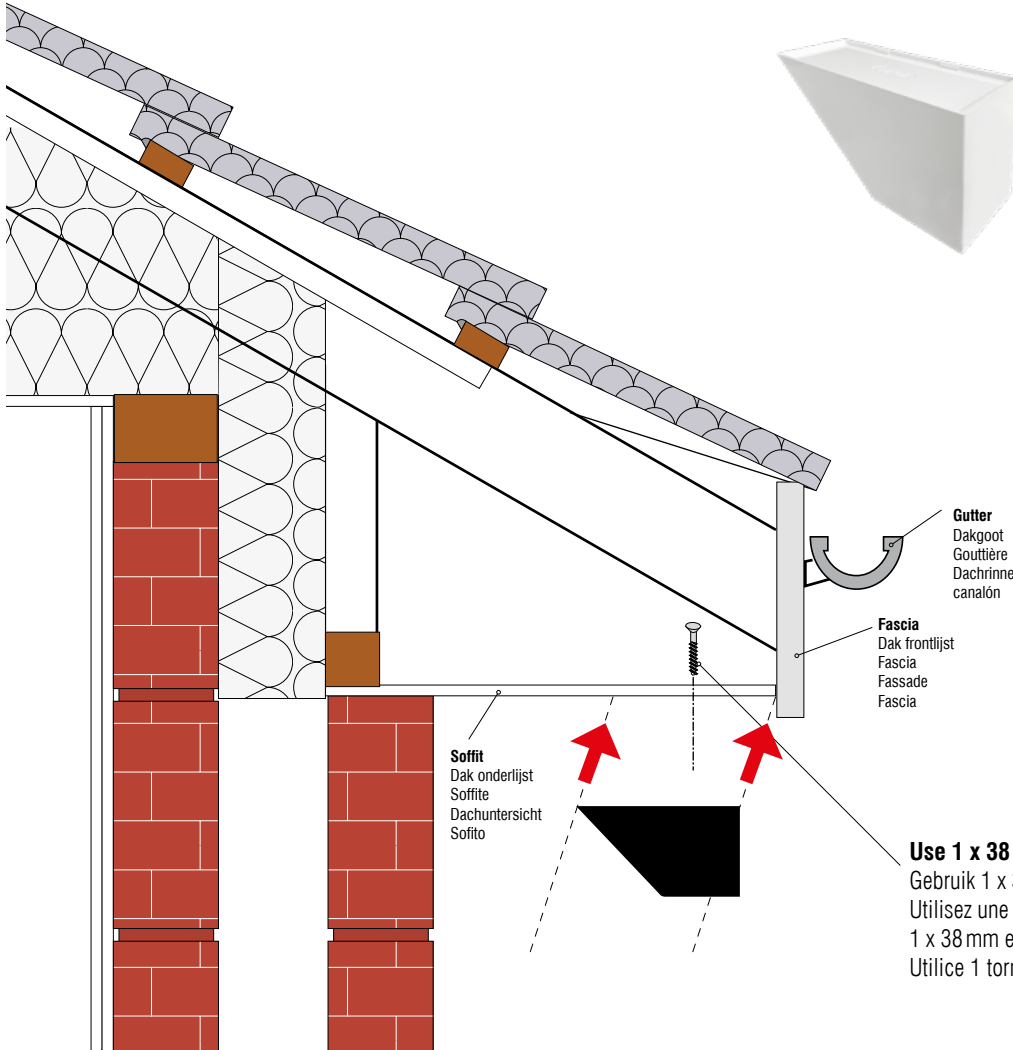 Gutter
Dakgoot
Gouttière
Dachrinne
canalón
Fascia
Dak frontlijst
Fascia
Fassade
Fascia
Soffit
Dak onderlijst
Soffite
Dachuntersicht
Sofito
Use 1 x 38
Gebruik 1 x
Utilisez une
1 x 38 mm e
Utilice 1 torn